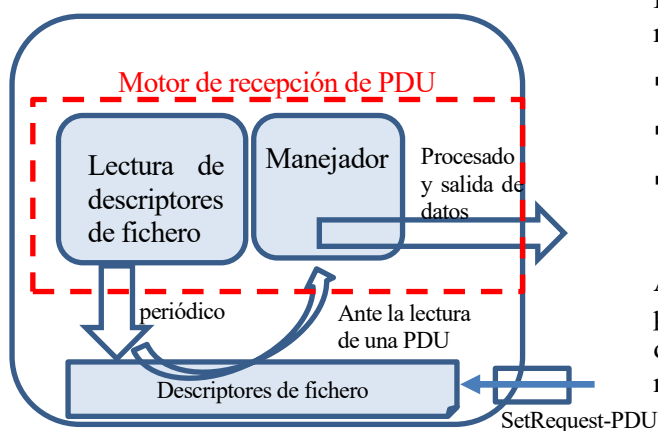 Motor de recepción de PDU
Lectura de
descriptores
de fichero
Manejador
Procesado
y salida de
datos
periódico
Ante la lectura
de una PDU
Descriptores de fichero
SetRequest-PDU